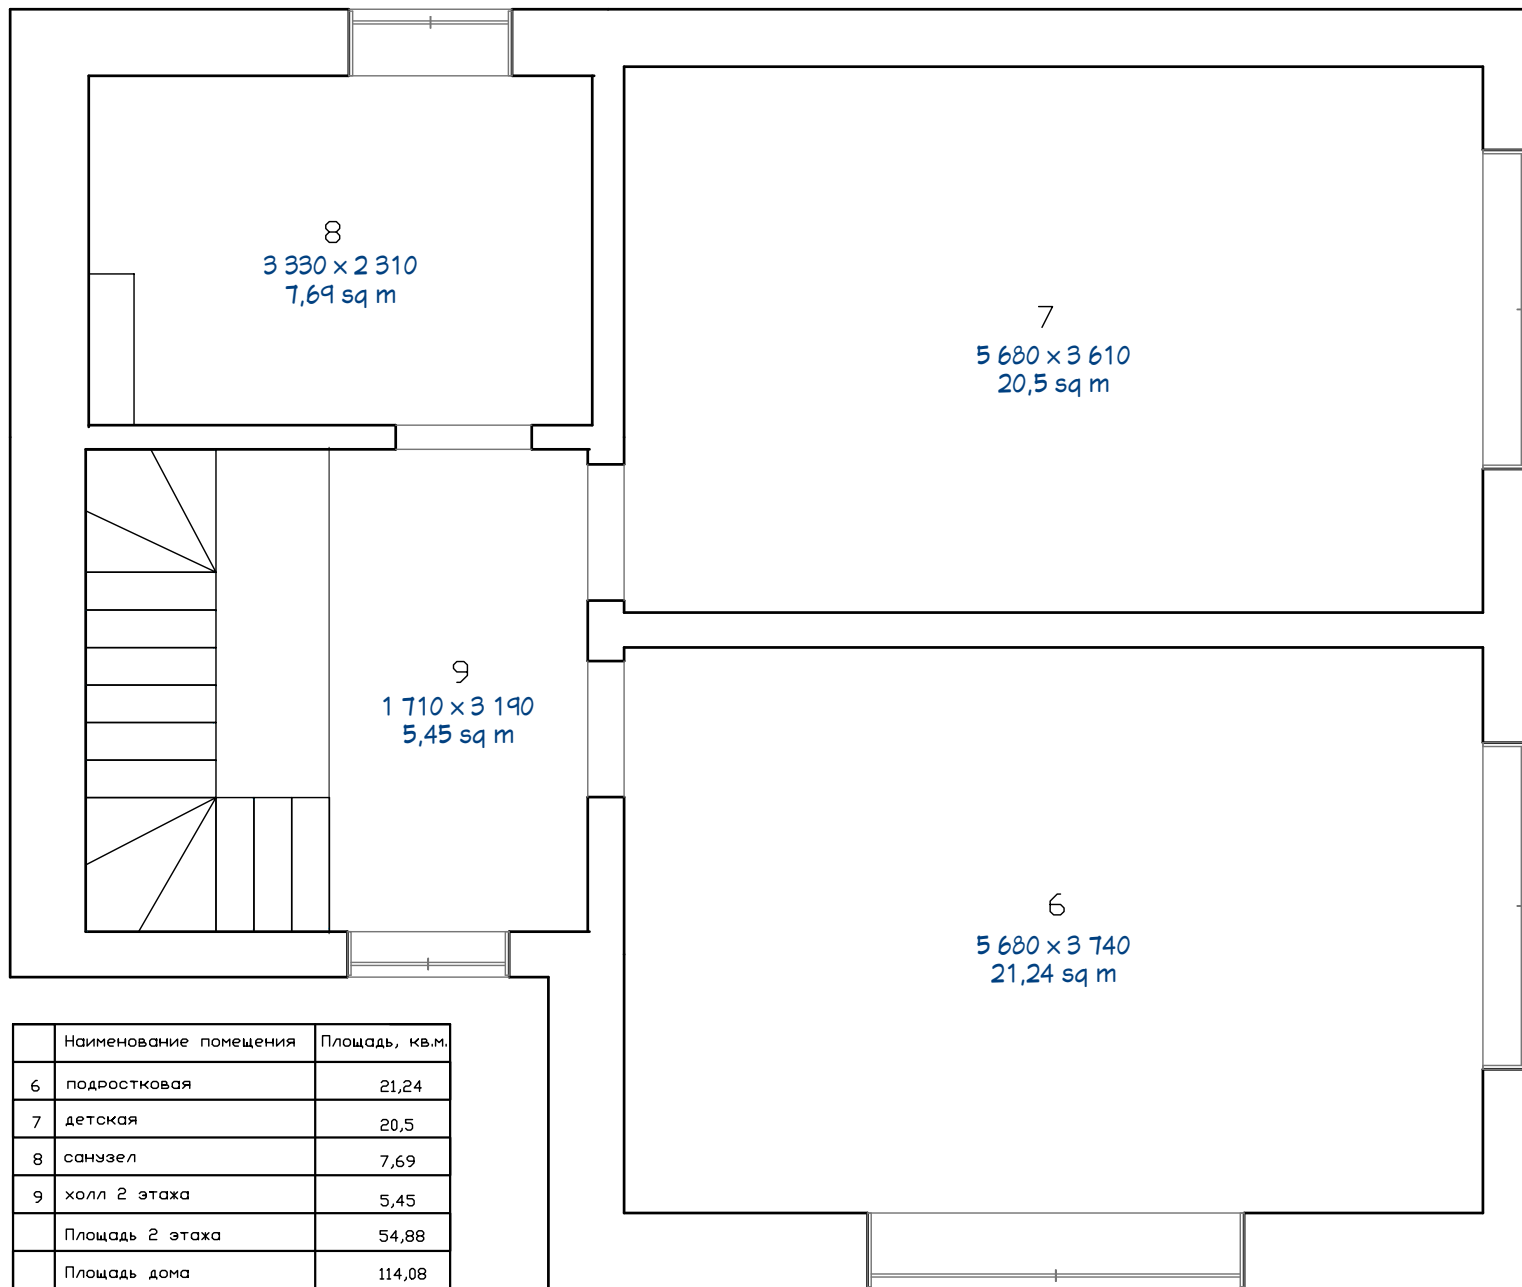 8
3 330 x 2 310
7,69 sq m
7
5 680 x 3 610
20,5 sq m
9
1 710 x 3 190
5,45 sq m
6
5 680 x 3 740
21,24 sq m
Наименование помещения Площадь, кв.м.
6 подростковая 21,24
7 детская 20,5
8 санузел 7,69
9 холл 2 этажа 5,45
Площадь 2 этажа 54,88
Площадь дома 114,08